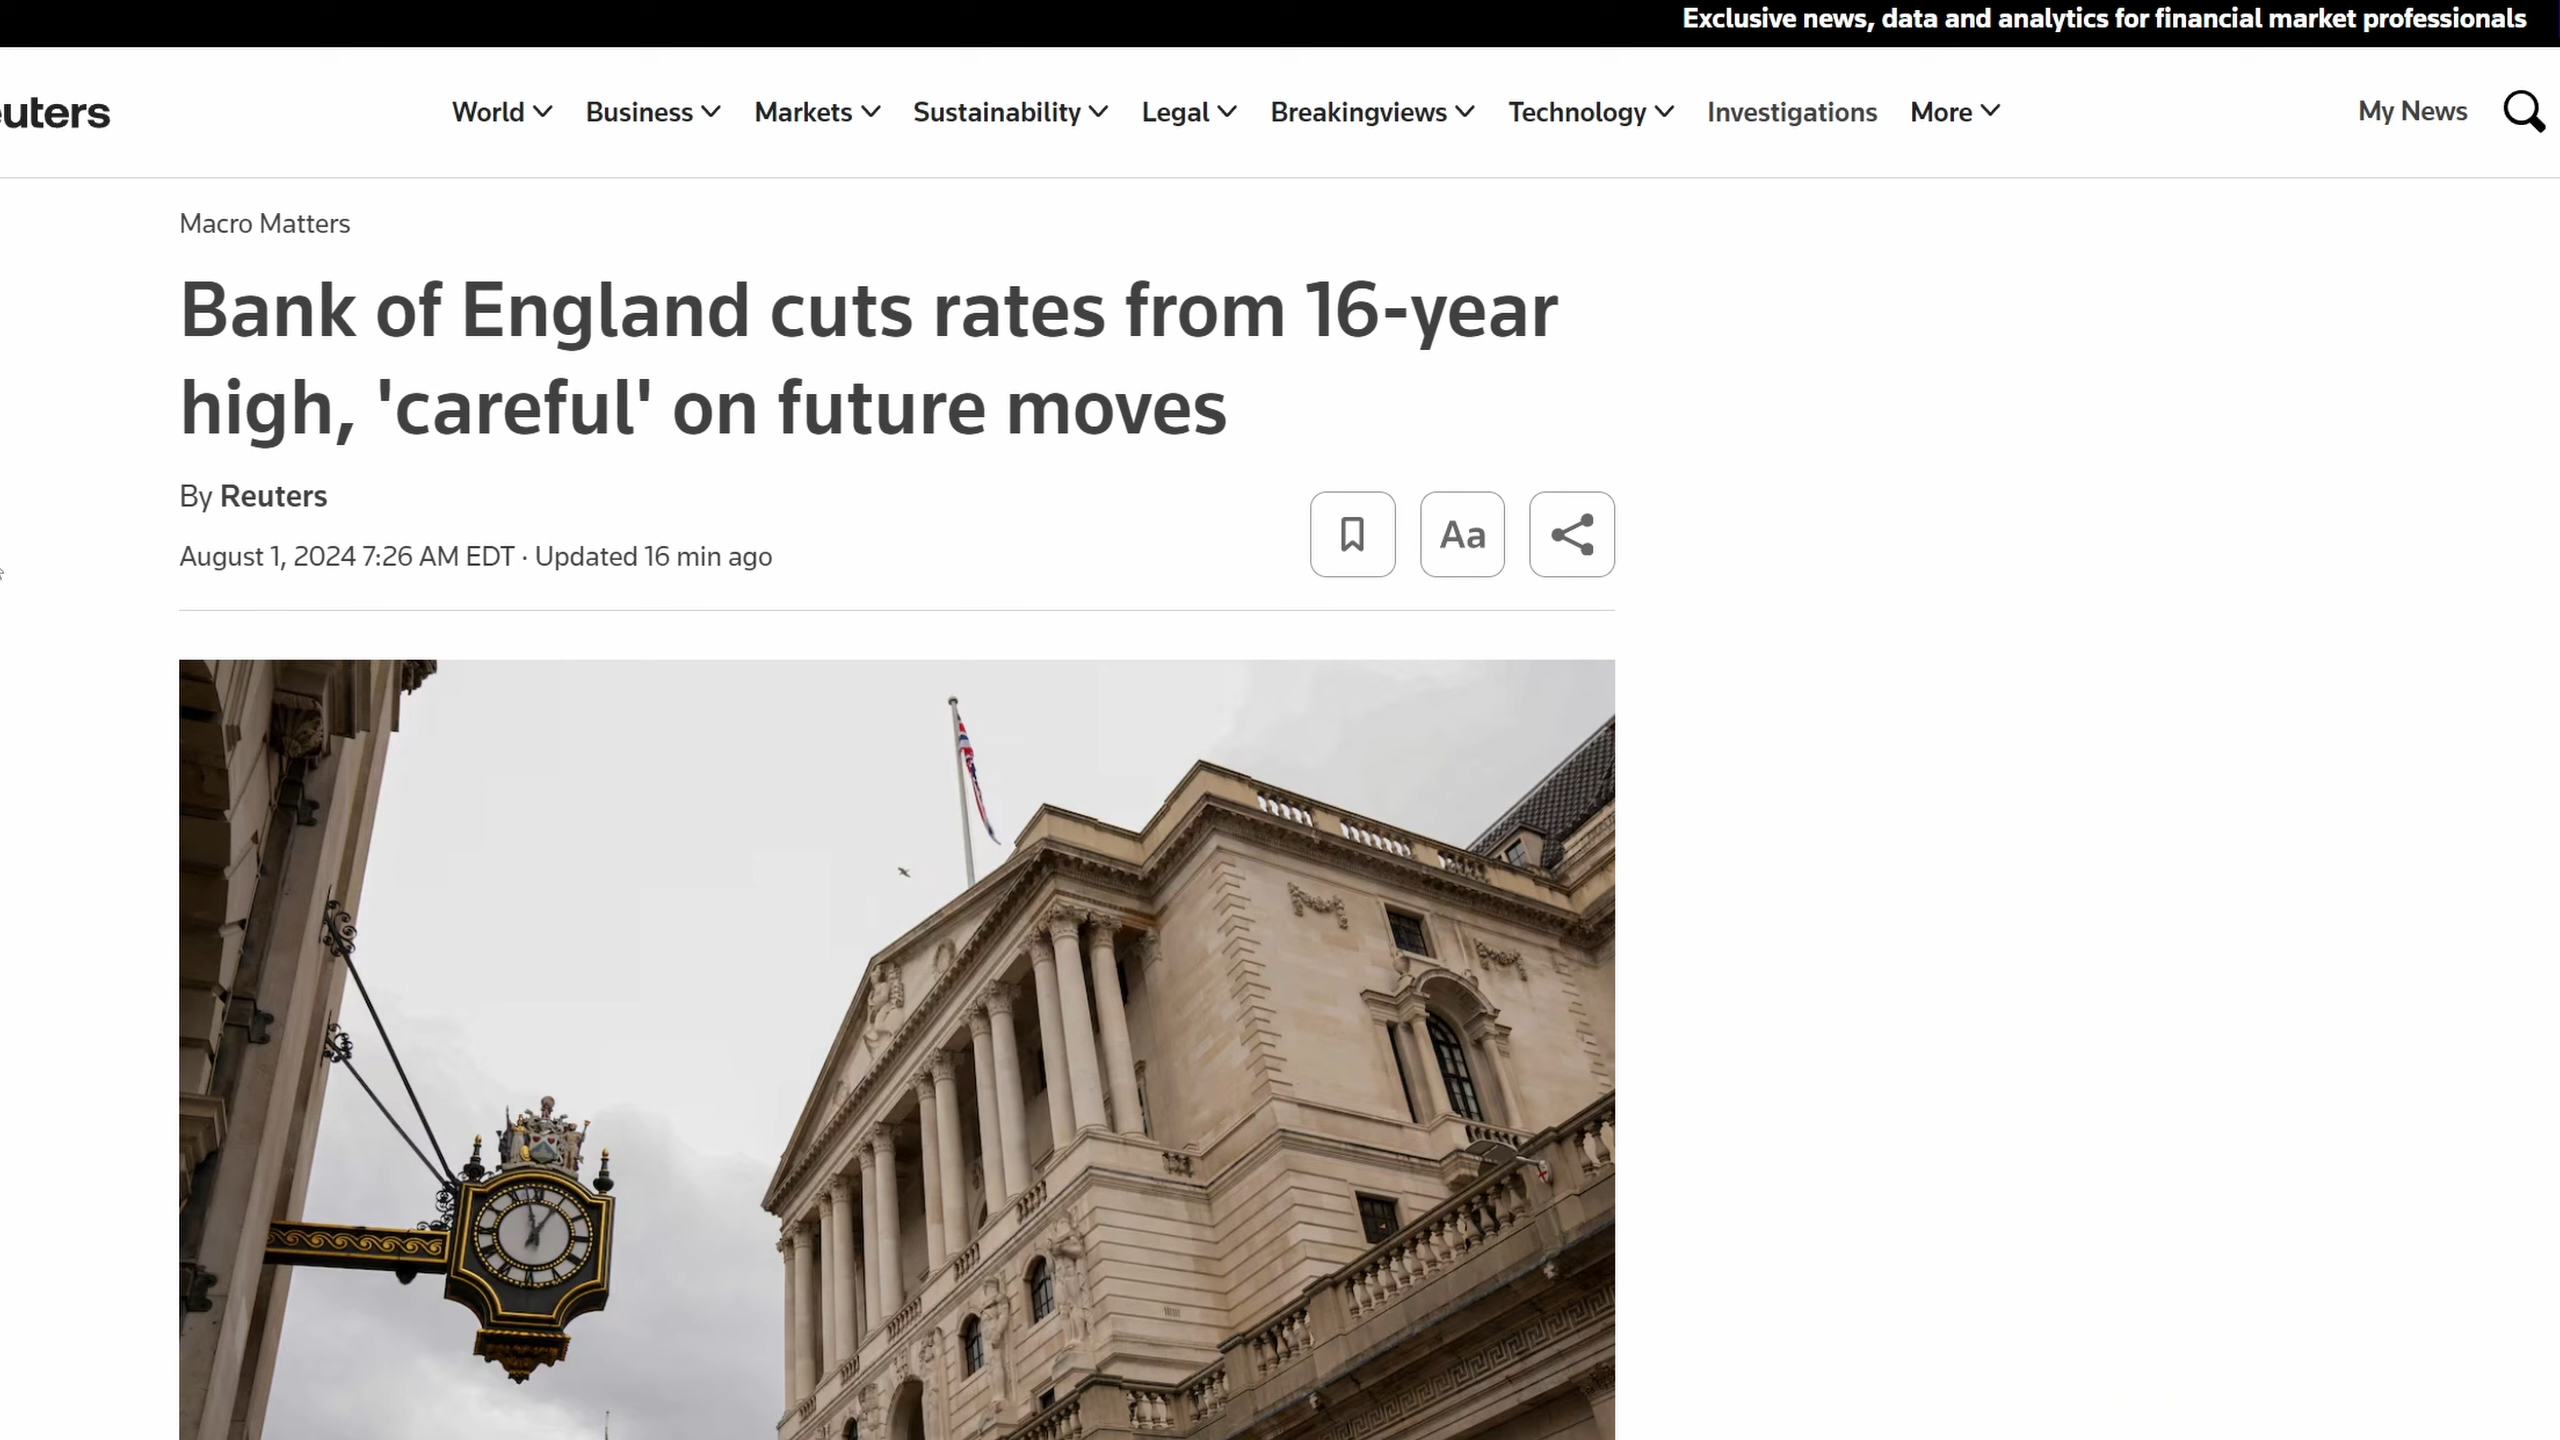 Exclusive news, data and analytics for financial market professionals
euters
World
Business
Markets
Sustainability
Legal
Breakingviews
Technology
Investigations
More
My News
Macro Matters
Bank of England cuts rates from 16-year
high, 'careful' on future moves
By Reuters
August 1, 2024 7:26 AM EDT · Updated 16 min ago
Aa